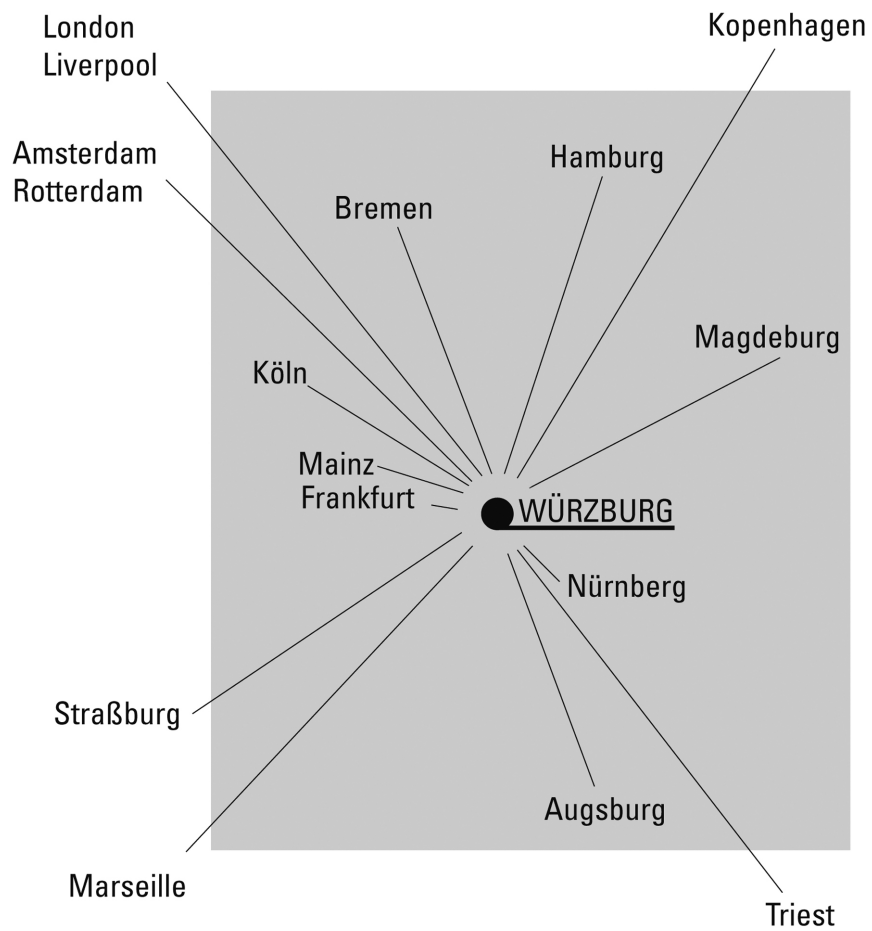 London
Liverpool
Kopenhagen
Amsterdam
Rotterdam
Hamburg
Bremen
Magdeburg
Köln
Mainz
Frankfurt
WÜRZBURG
Nürnberg
Straßburg
Augsburg
Marseille
Triest